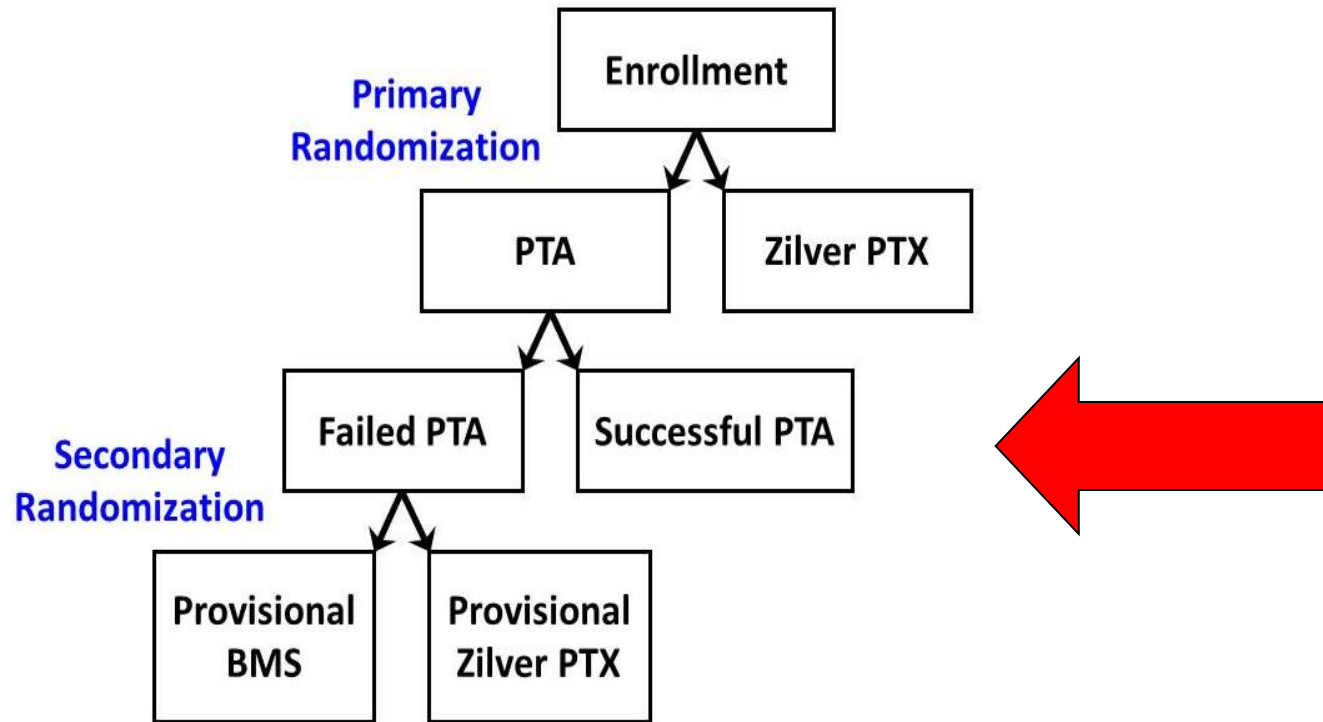 Enrollment
Primary
Randomization
PTA
Zilver PTX
Failed PTA
Successful PTA
Secondary
Randomization
Provisional
BMS
Provisional
Zilver PTX